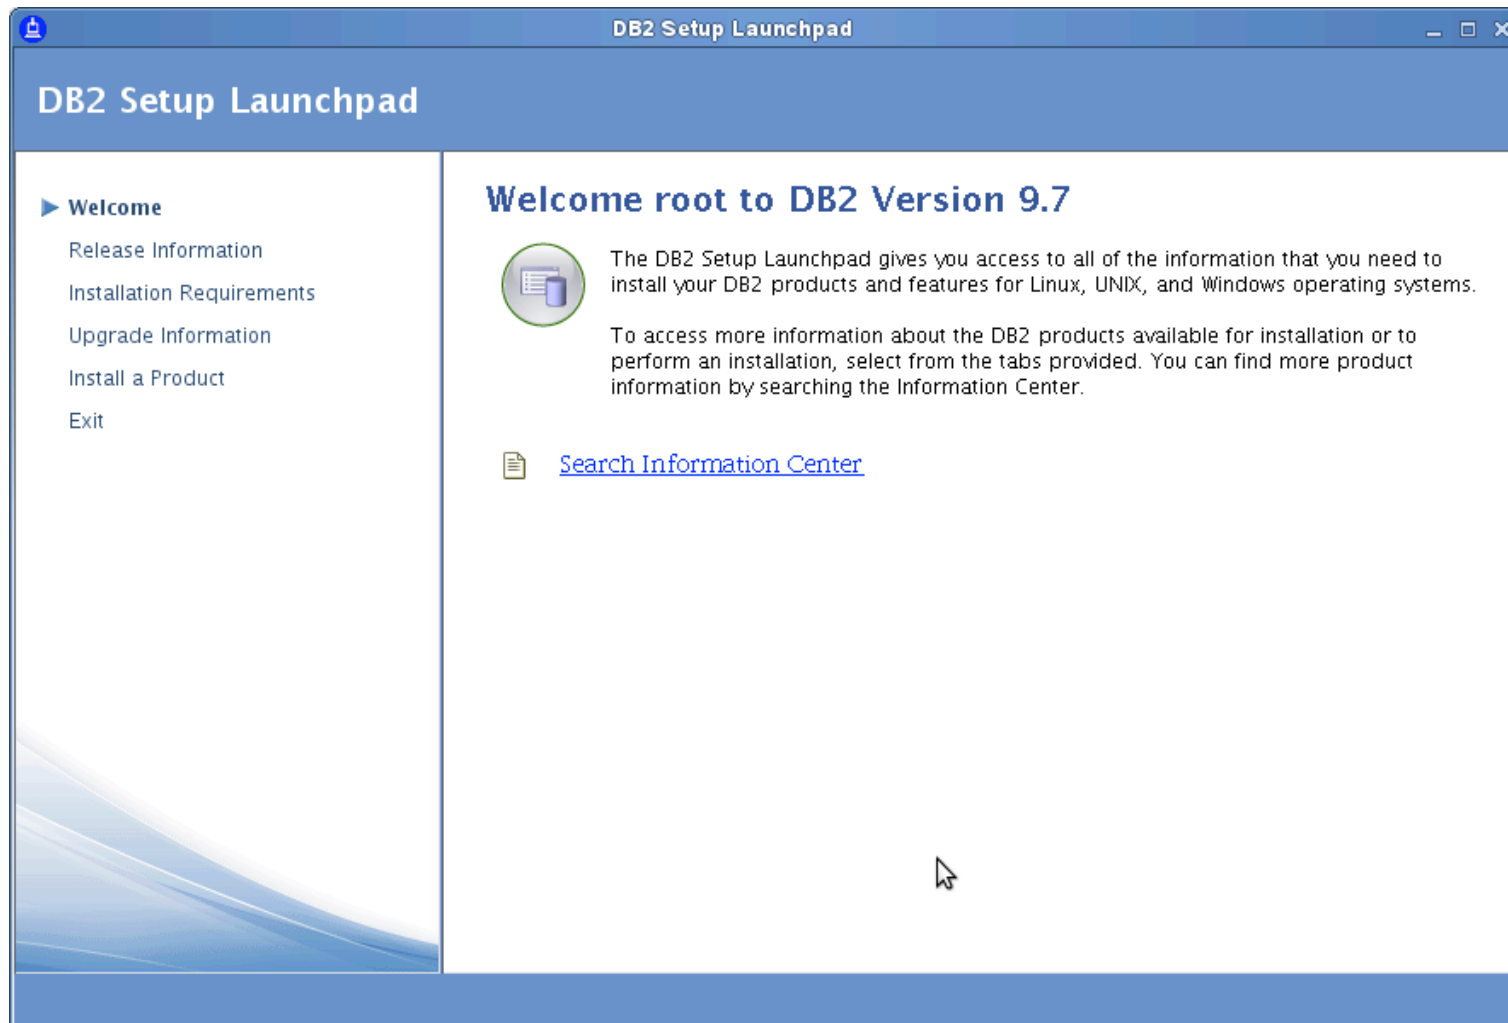 DB2 Setup Launchpad
DB2 Setup Launchpad
Welcome
Release Information
Installation Requirements
Upgrade Information
Install a Product
Exit
Welcome root to DB2 Version 9.7
The DB2 Setup Launchpad gives you access to all of the information that you need to
install your DB2 products and features for Linux, UNIX, and Windows operating systems.
To access more information about the DB2 products available for installation or to
perform an installation, select from the tabs provided. You can find more product
information by searching the Information Center.
Search Information Center